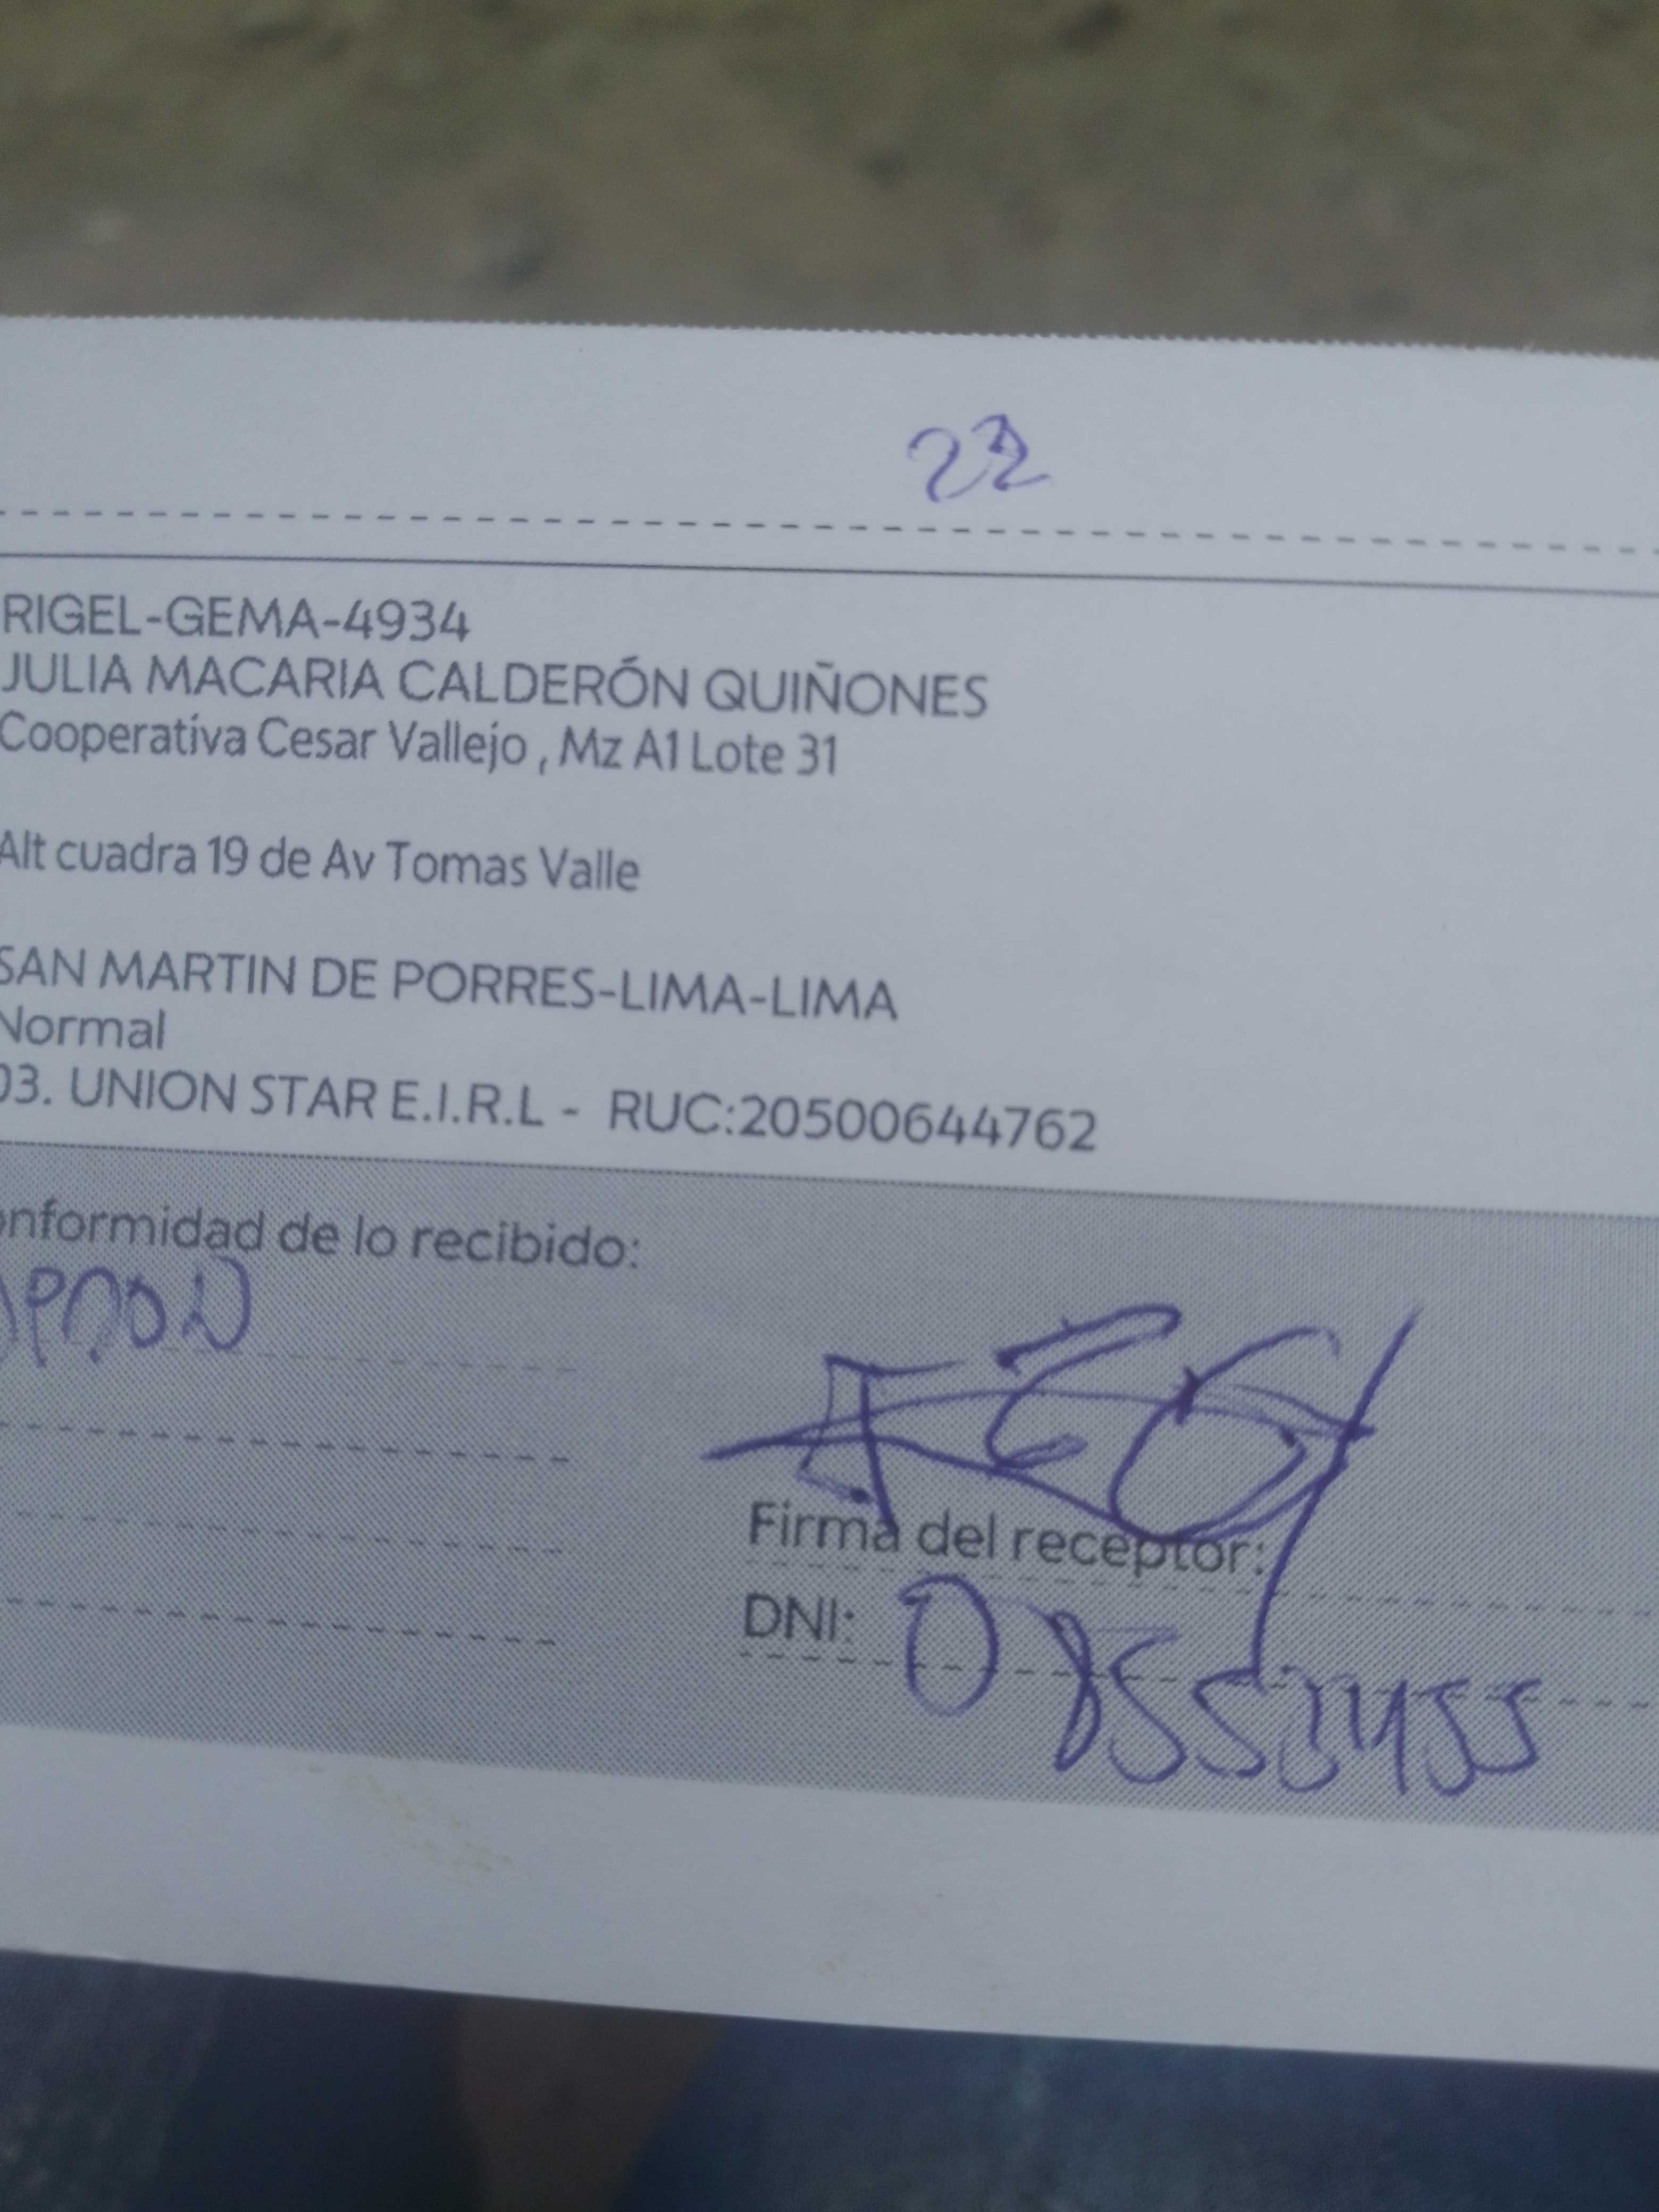 22
RIGEL-GEMA-4934
JULIA MACARIA CALDERÓN QUIÑONES
Cooperativa Cesar Vallejo , Mz A1 Lote 31
Alt cuadra 19 de Av Tomas Valle
SAN MARTIN DE PORRES-LIMA-LIMA
Normal
03. UNION STAR E.I.R.L - RUC:20500644762
onformidad de lo recibido:
Firma del receptor:
DNI: